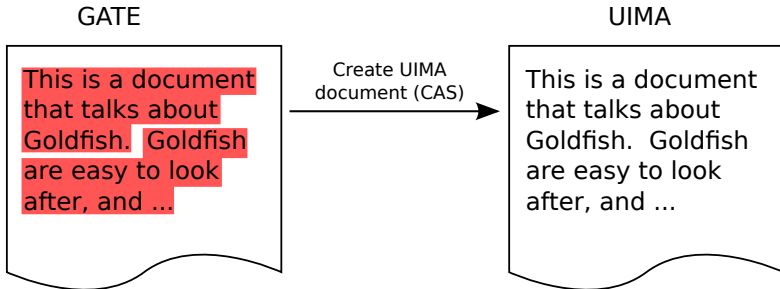 GATE
This is a document
that talks about
Goldfish.  Goldfish
are easy to look
after, and ...
Create UIMA
document (CAS)
UIMA
This is a document
that talks about
Goldfish.  Goldfish
are easy to look
after, and ...